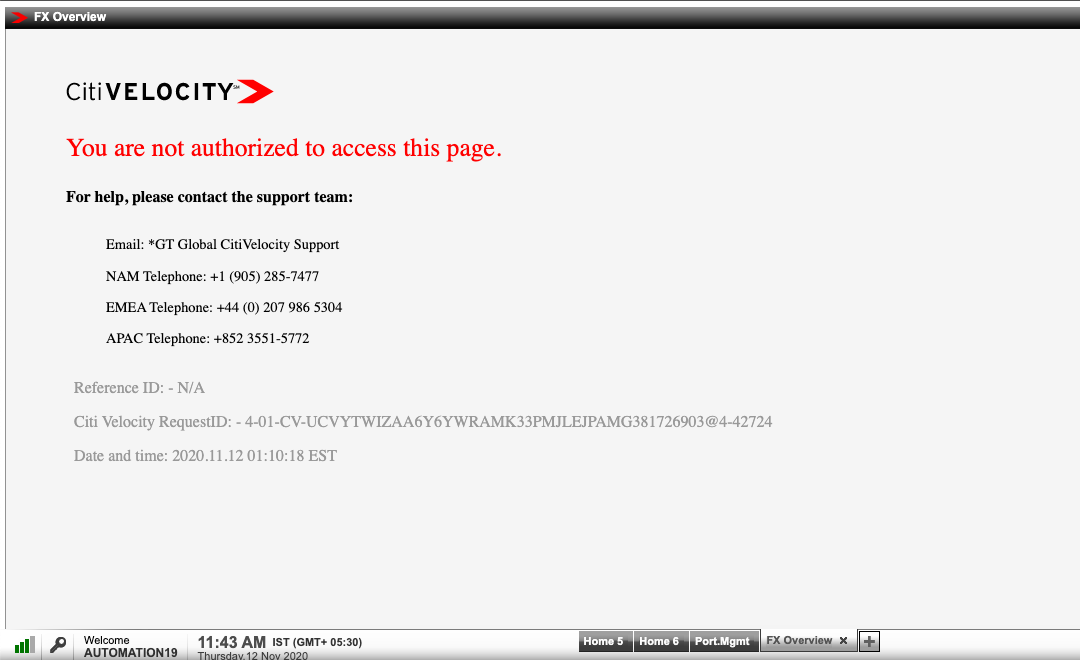 FX Overview
CitiVELOCITY℠
You are not authorized to access this page.
For help, please contact the support team:
Email: *GT Global CitiVelocity Support
NAM Telephone: +1 (905) 285-7477
EMEA Telephone: +44 (0) 207 986 5304
APAC Telephone: +852 3551-5772
Reference ID: - N/A
Citi Velocity RequestID: - 4-01-CV-UCVYTWIZAA6Y6YWRAMK33PMJLEJPAMG381726903@4-42724
Date and time: 2020.11.12 01:10:18 EST
Welcome
AUTOMATION19
11:43 AM IST (GMT+ 05:30)
Thursday,12 Nov 2020
Home 5 Home 6 Port.Mgmt FX Overview